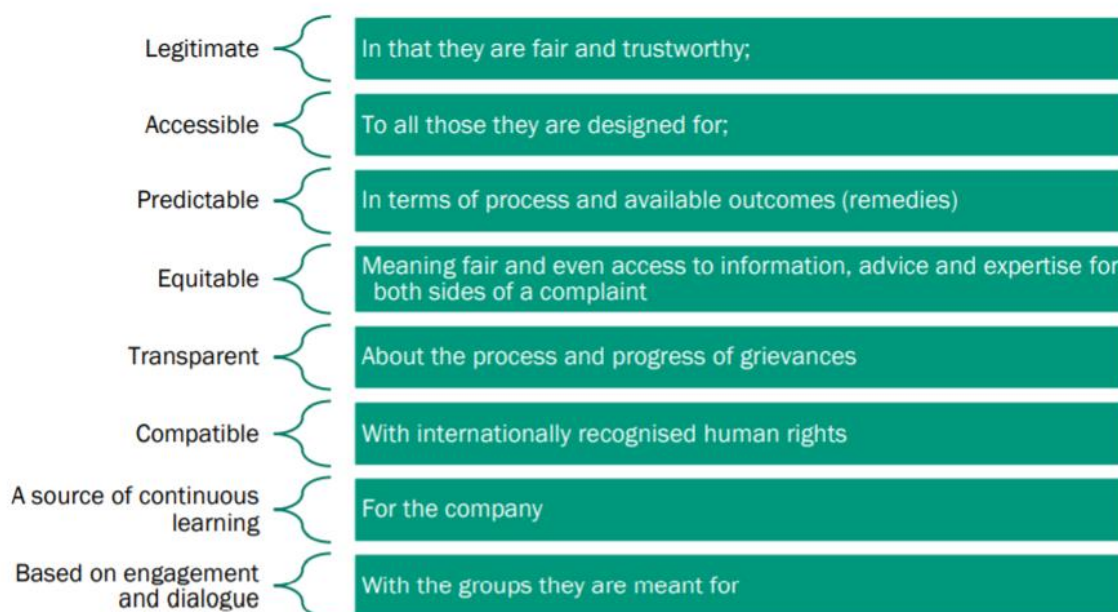 Legitimate
In that they are fair and trustworthy;
Accessible
To all those they are designed for;
Predictable
In terms of process and available outcomes (remedies)
Equitable
Meaning fair and even access to information, advice and expertise for
both sides of a complaint
Transparent
About the process and progress of grievances
Compatible
With internationally recognised human rights
A source of continuous
learning
For the company
Based on engagement
and dialogue
With the groups they are meant for